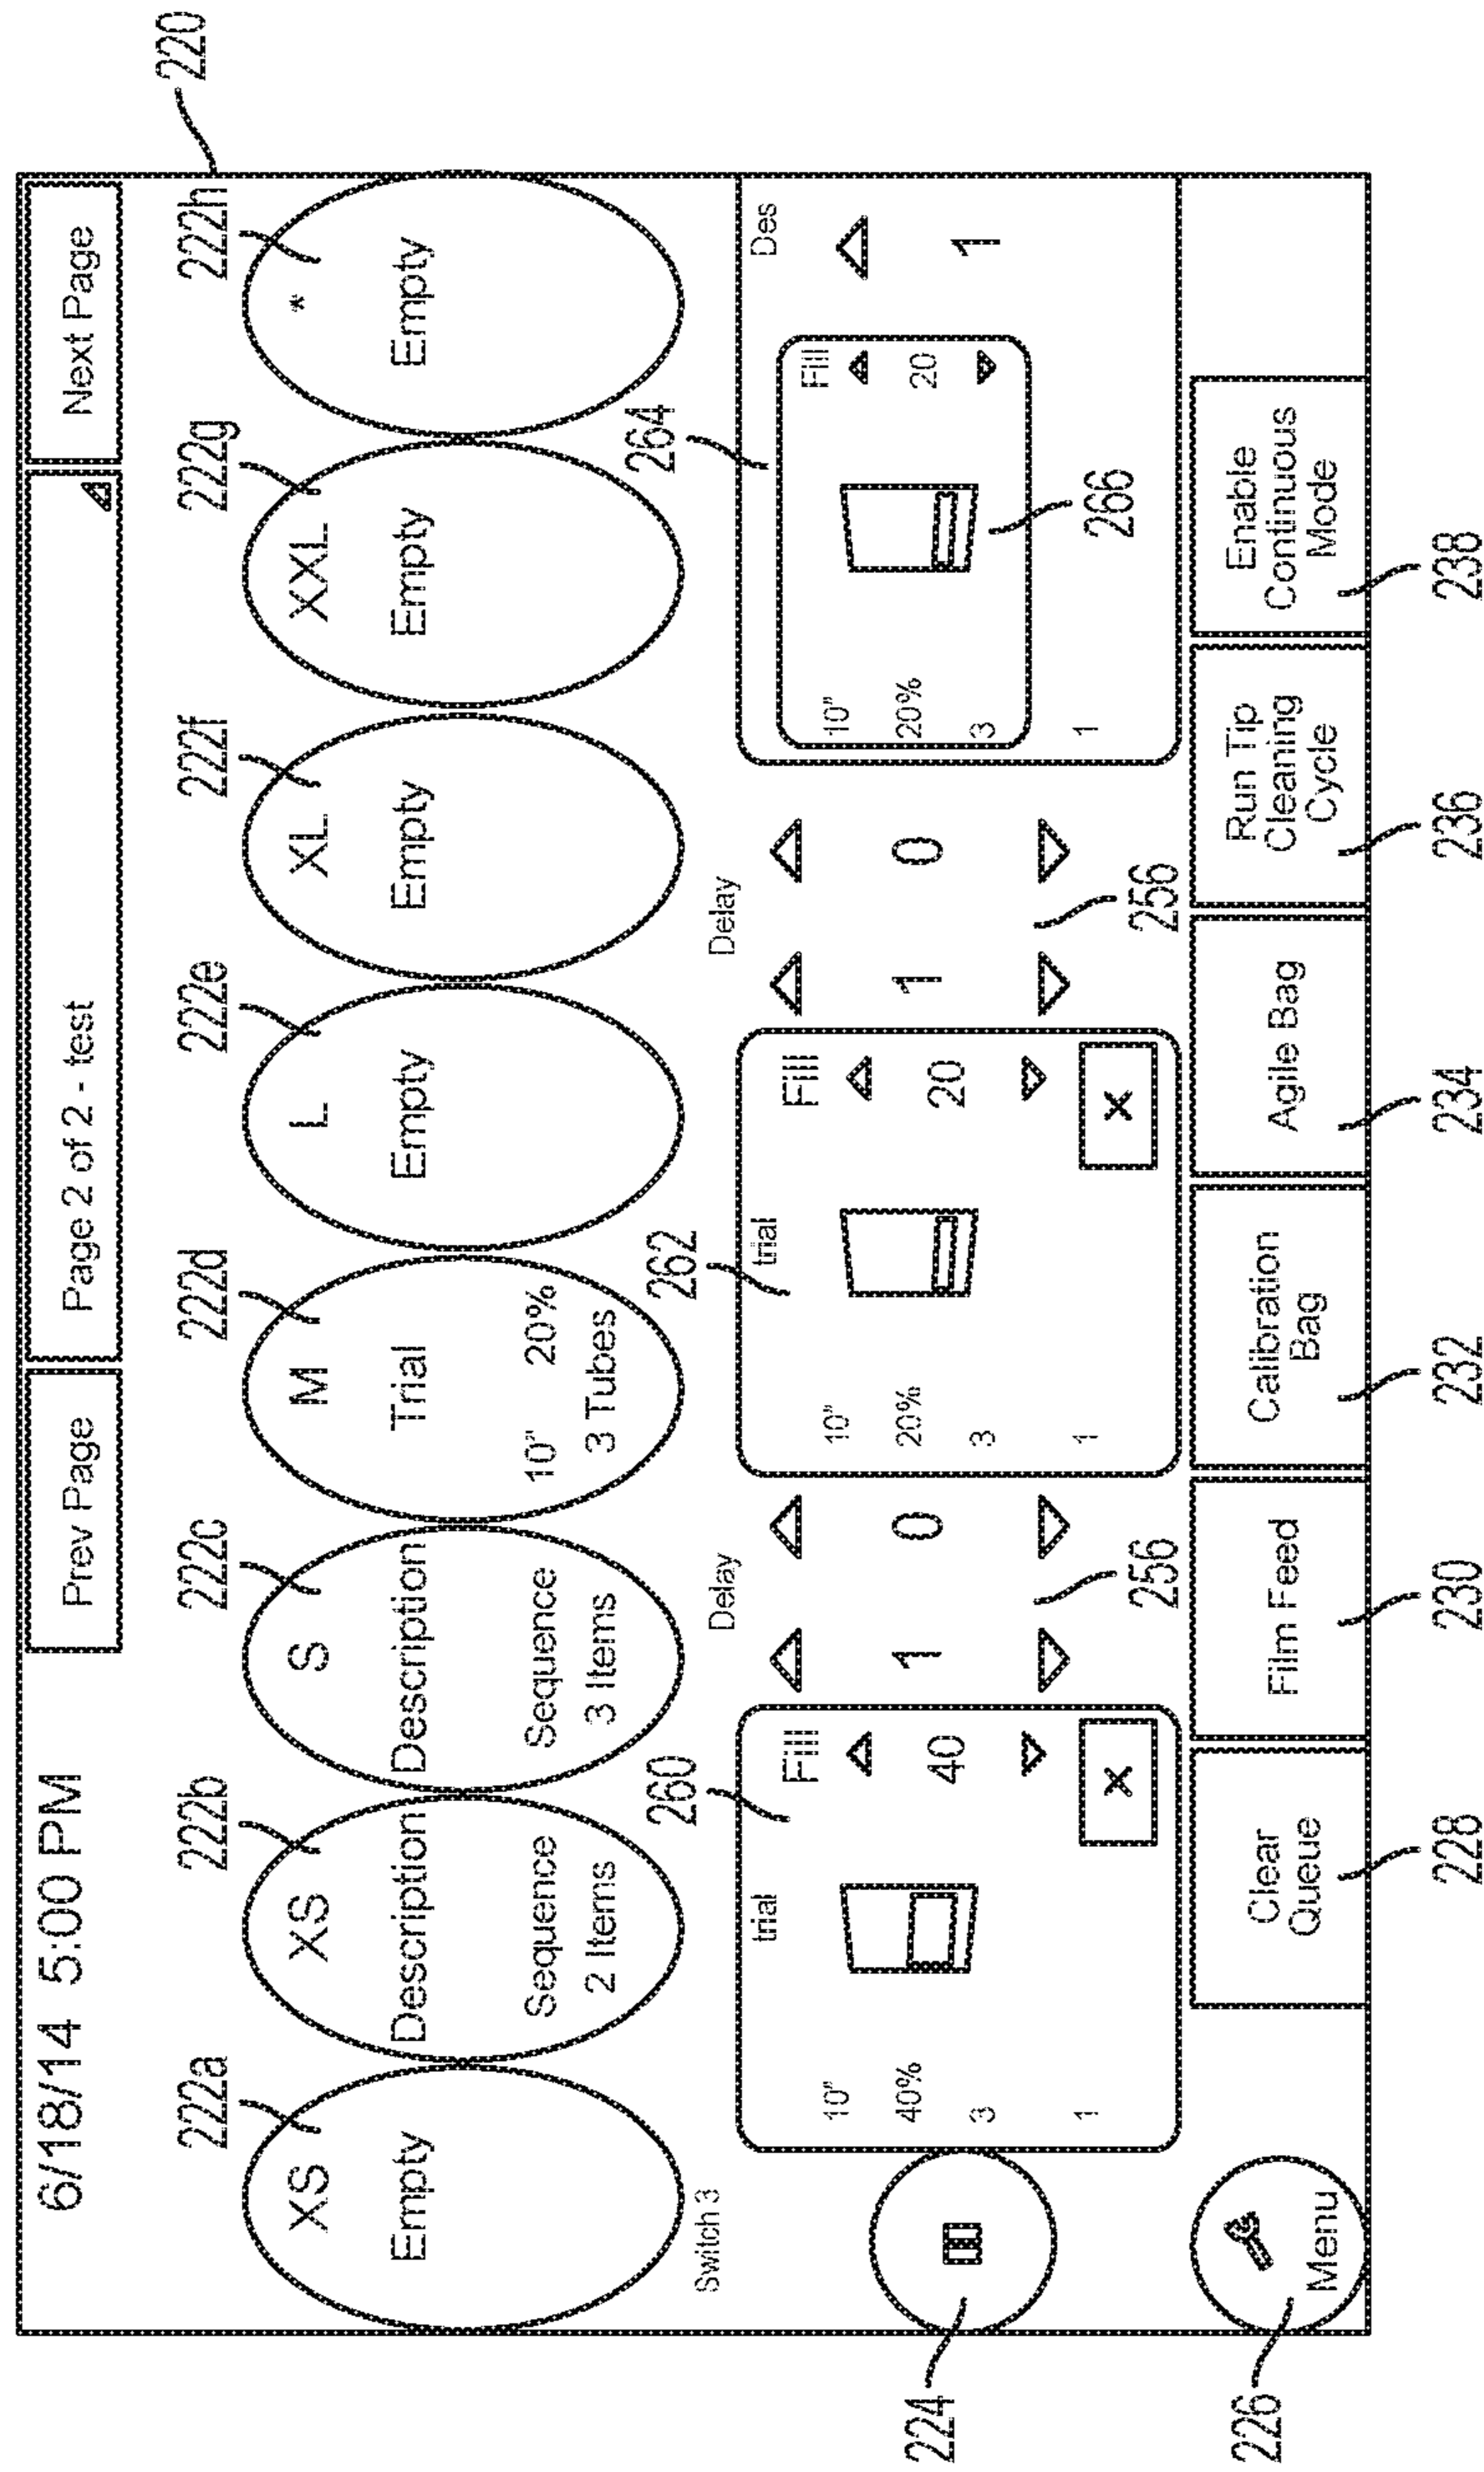 6/18/14 5:00 PM
Prev Page
Page 2 of 2 - test
Next Page
220
222a
222b
222c
222d
222e
222f
222g
222h
XS
Empty
XS
Description
Sequence
2 Items
S
Description
Sequence
3 Items
M
Trial
10" 20%
3 Tubes
L
Empty
XL
Empty
XXL
Empty
*
Empty
Switch 3
224
260
trial
Fill
10"
40%
3
1
40
X
Delay
1 0
256
262
trial
Fill
10"
20%
3
1
20
X
Delay
1 0
256
264
Des
Fill
10"
20%
3
1
20
266
1
226
Menu
Clear
Queue
Film Feed
Calibration
Bag
Agile Bag
Run Tip
Cleaning
Cycle
Enable
Continuous
Mode
228
230
232
234
236
238